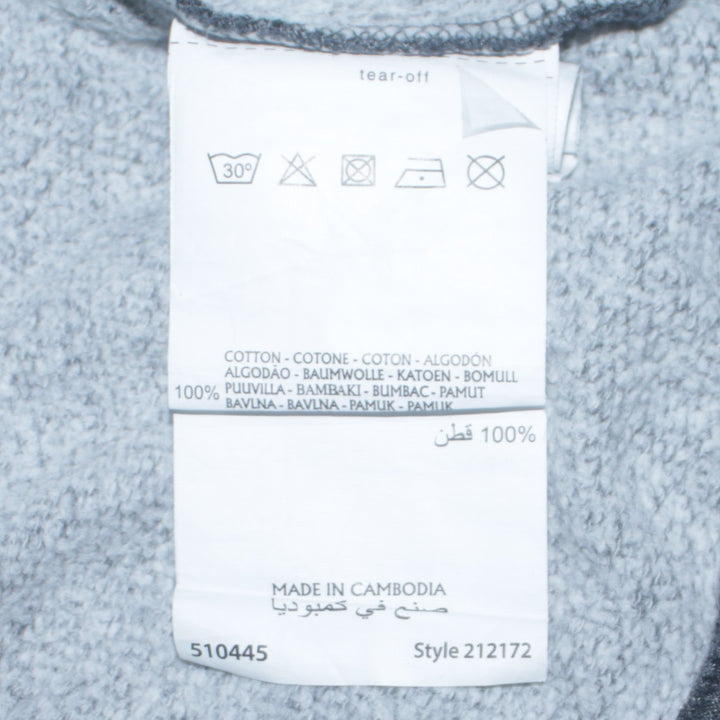 tear-off
30°
COTTON - COTONE - COTON - ALGODÓN
ALGODÃO - BAUMWOLLE - KATOEN - BOMULL
100% PUUVILLA - BAMBAKI - BUMBAC - PAMUT
BAVLNA - BAVLNA - PAMUK - PAMUK
100% قطن
MADE IN CAMBODIA
صنع في كمبوديا
510445 Style 212172